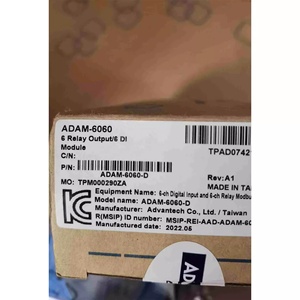 ADAM-6060
6 Relay Output/6 DI
Module
C/N:
TPAD0742
P/N: ADAM-6060-D
Rev: A1
MO: TPM000290ZA
MADE IN TA
Equipment Name: 6-ch Digital Input and 6-ch Relay Modbu
Model name: ADAM-6060-D
Manufacturer: Advantech Co., Ltd. / Taiwan
R(MSIP) ID number: MSIP-REI-AAD-ADAM-60
Manufactured Date:
2022.05
ADAM